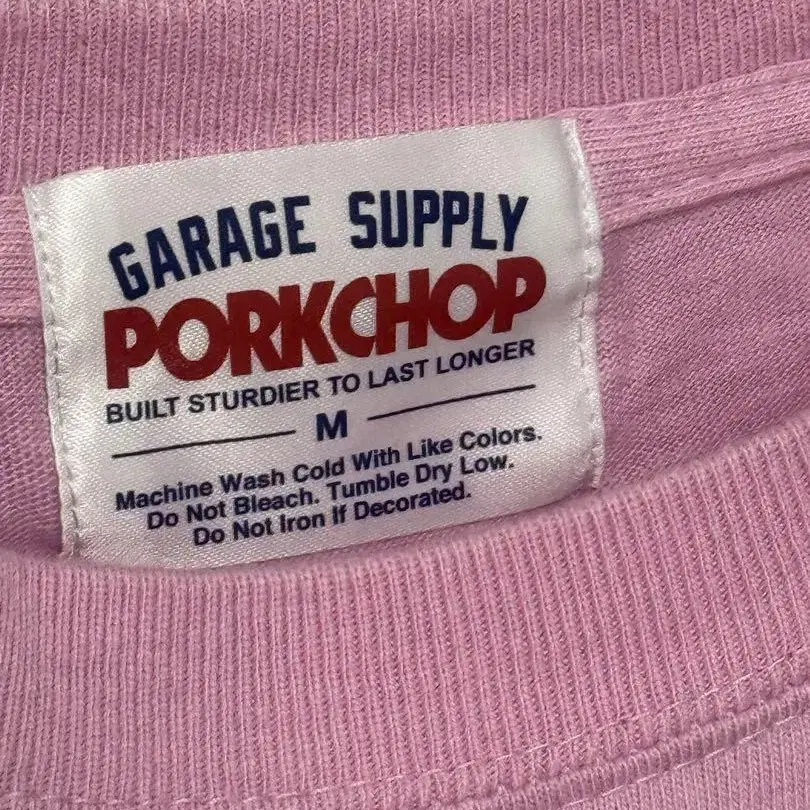 GARAGE SUPPLY
PORKCHOP
BUILT STURDIER TO LAST LONGER
M
Machine Wash Cold With Like Colors.
Do Not Bleach. Tumble Dry Low.
Do Not Iron If Decorated.